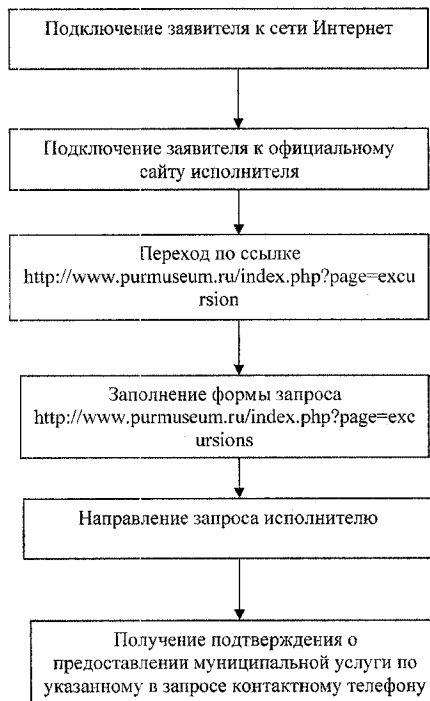 Подключение заявителя к сети Интернет
Подключение заявителя к официальному
сайту исполнителя
Переход по ссылке
http://www.purmuseum.ru/index.php?page=excu
rsion
Заполнение формы запроса
http://www.purmuseum.ru/index.php?page=exc
ursions
Направление запроса исполнителю
Получение подтверждения о
предоставлении муниципальной услуги по
указанному в запросе контактному телефону